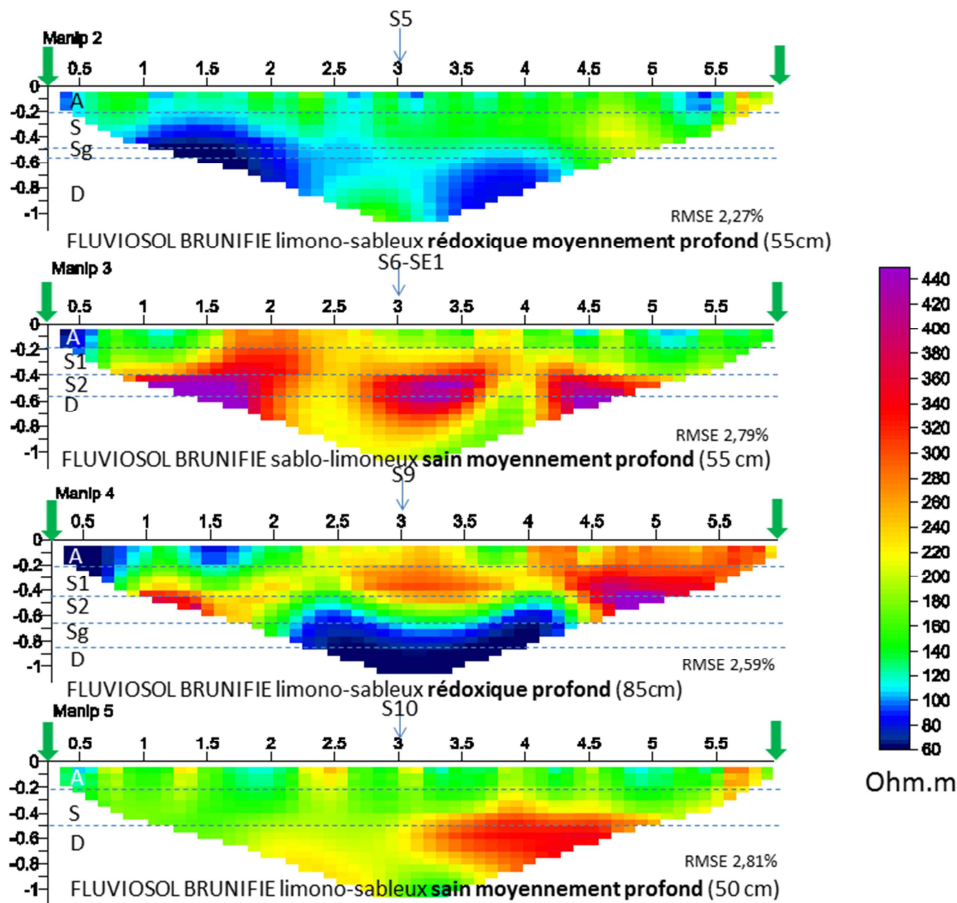 S5
Manip 2
0.5 1 1.5 2 2.5 3 3.5 4 4.5 5 5.5
0
-0.2
-0.4
-0.6
-0.8
-1
A
S
Sg
D
RMSE 2,27%
FLUVIOSOL BRUNIFIE limono-sableux rédoxique moyennement profond (55cm)
S6-SE1
Manip 3
0.5 1 1.5 2 2.5 3 3.5 4 4.5 5 5.5
0
-0.2
-0.4
-0.6
-0.8
-1
A
S1
S2
D
RMSE 2,79%
FLUVIOSOL BRUNIFIE sablo-limoneux sain moyennement profond (55 cm)
S9
Manip 4
0.5 1 1.5 2 2.5 3 3.5 4 4.5 5 5.5
0
-0.2
-0.4
-0.6
-0.8
-1
A
S1
S2
Sg
D
RMSE 2,59%
FLUVIOSOL BRUNIFIE limono-sableux rédoxique profond (85cm)
S10
Manip 5
0.5 1 1.5 2 2.5 3 3.5 4 4.5 5 5.5
0
-0.2
-0.4
-0.6
-0.8
-1
A
S
D
RMSE 2,81%
FLUVIOSOL BRUNIFIE limono-sableux sain moyennement profond (50 cm)
440
420
400
380
360
340
320
300
280
260
240
220
200
180
160
140
120
100
80
60
Ohm.m